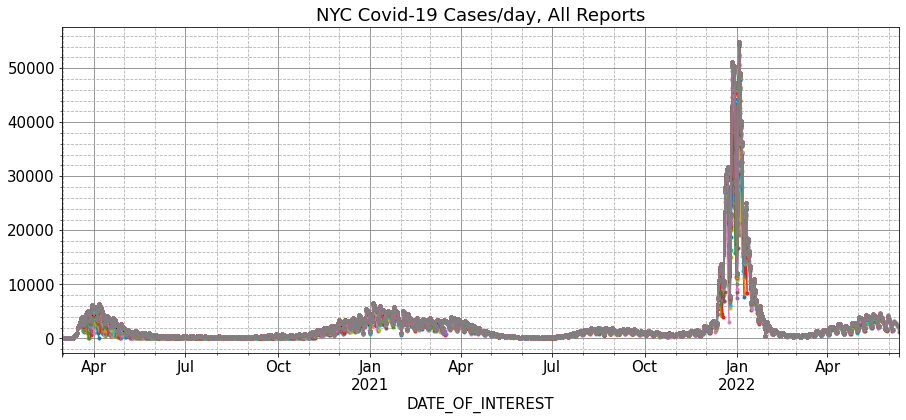 NYC Covid-19 Cases/day, All Reports
50000
40000
30000
20000
10000
0
Apr Jul Oct Jan Apr Jul Oct Jan Apr
2021 2022
DATE_OF_INTEREST